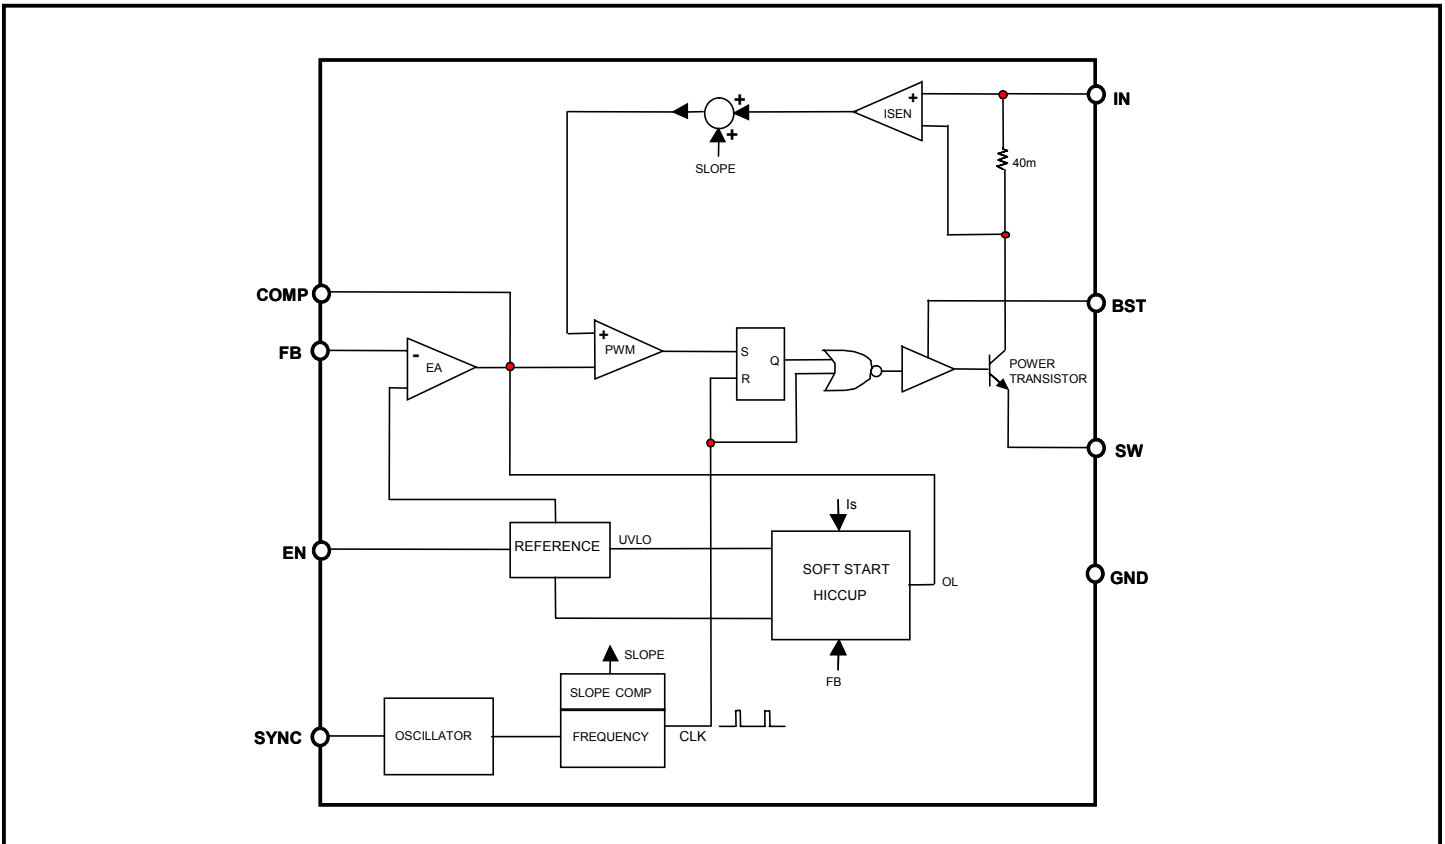 IN
+
ISEN
+
+
SLOPE
40m
COMP
BST
FB
-
EA
+
PWM
S
Q
R
POWER
TRANSISTOR
SW
Is
EN
REFERENCE
UVLO
SOFT START
HICCUP
OL
GND
SLOPE
FB
SLOPE COMP
SYNC
OSCILLATOR
FREQUENCY
CLK